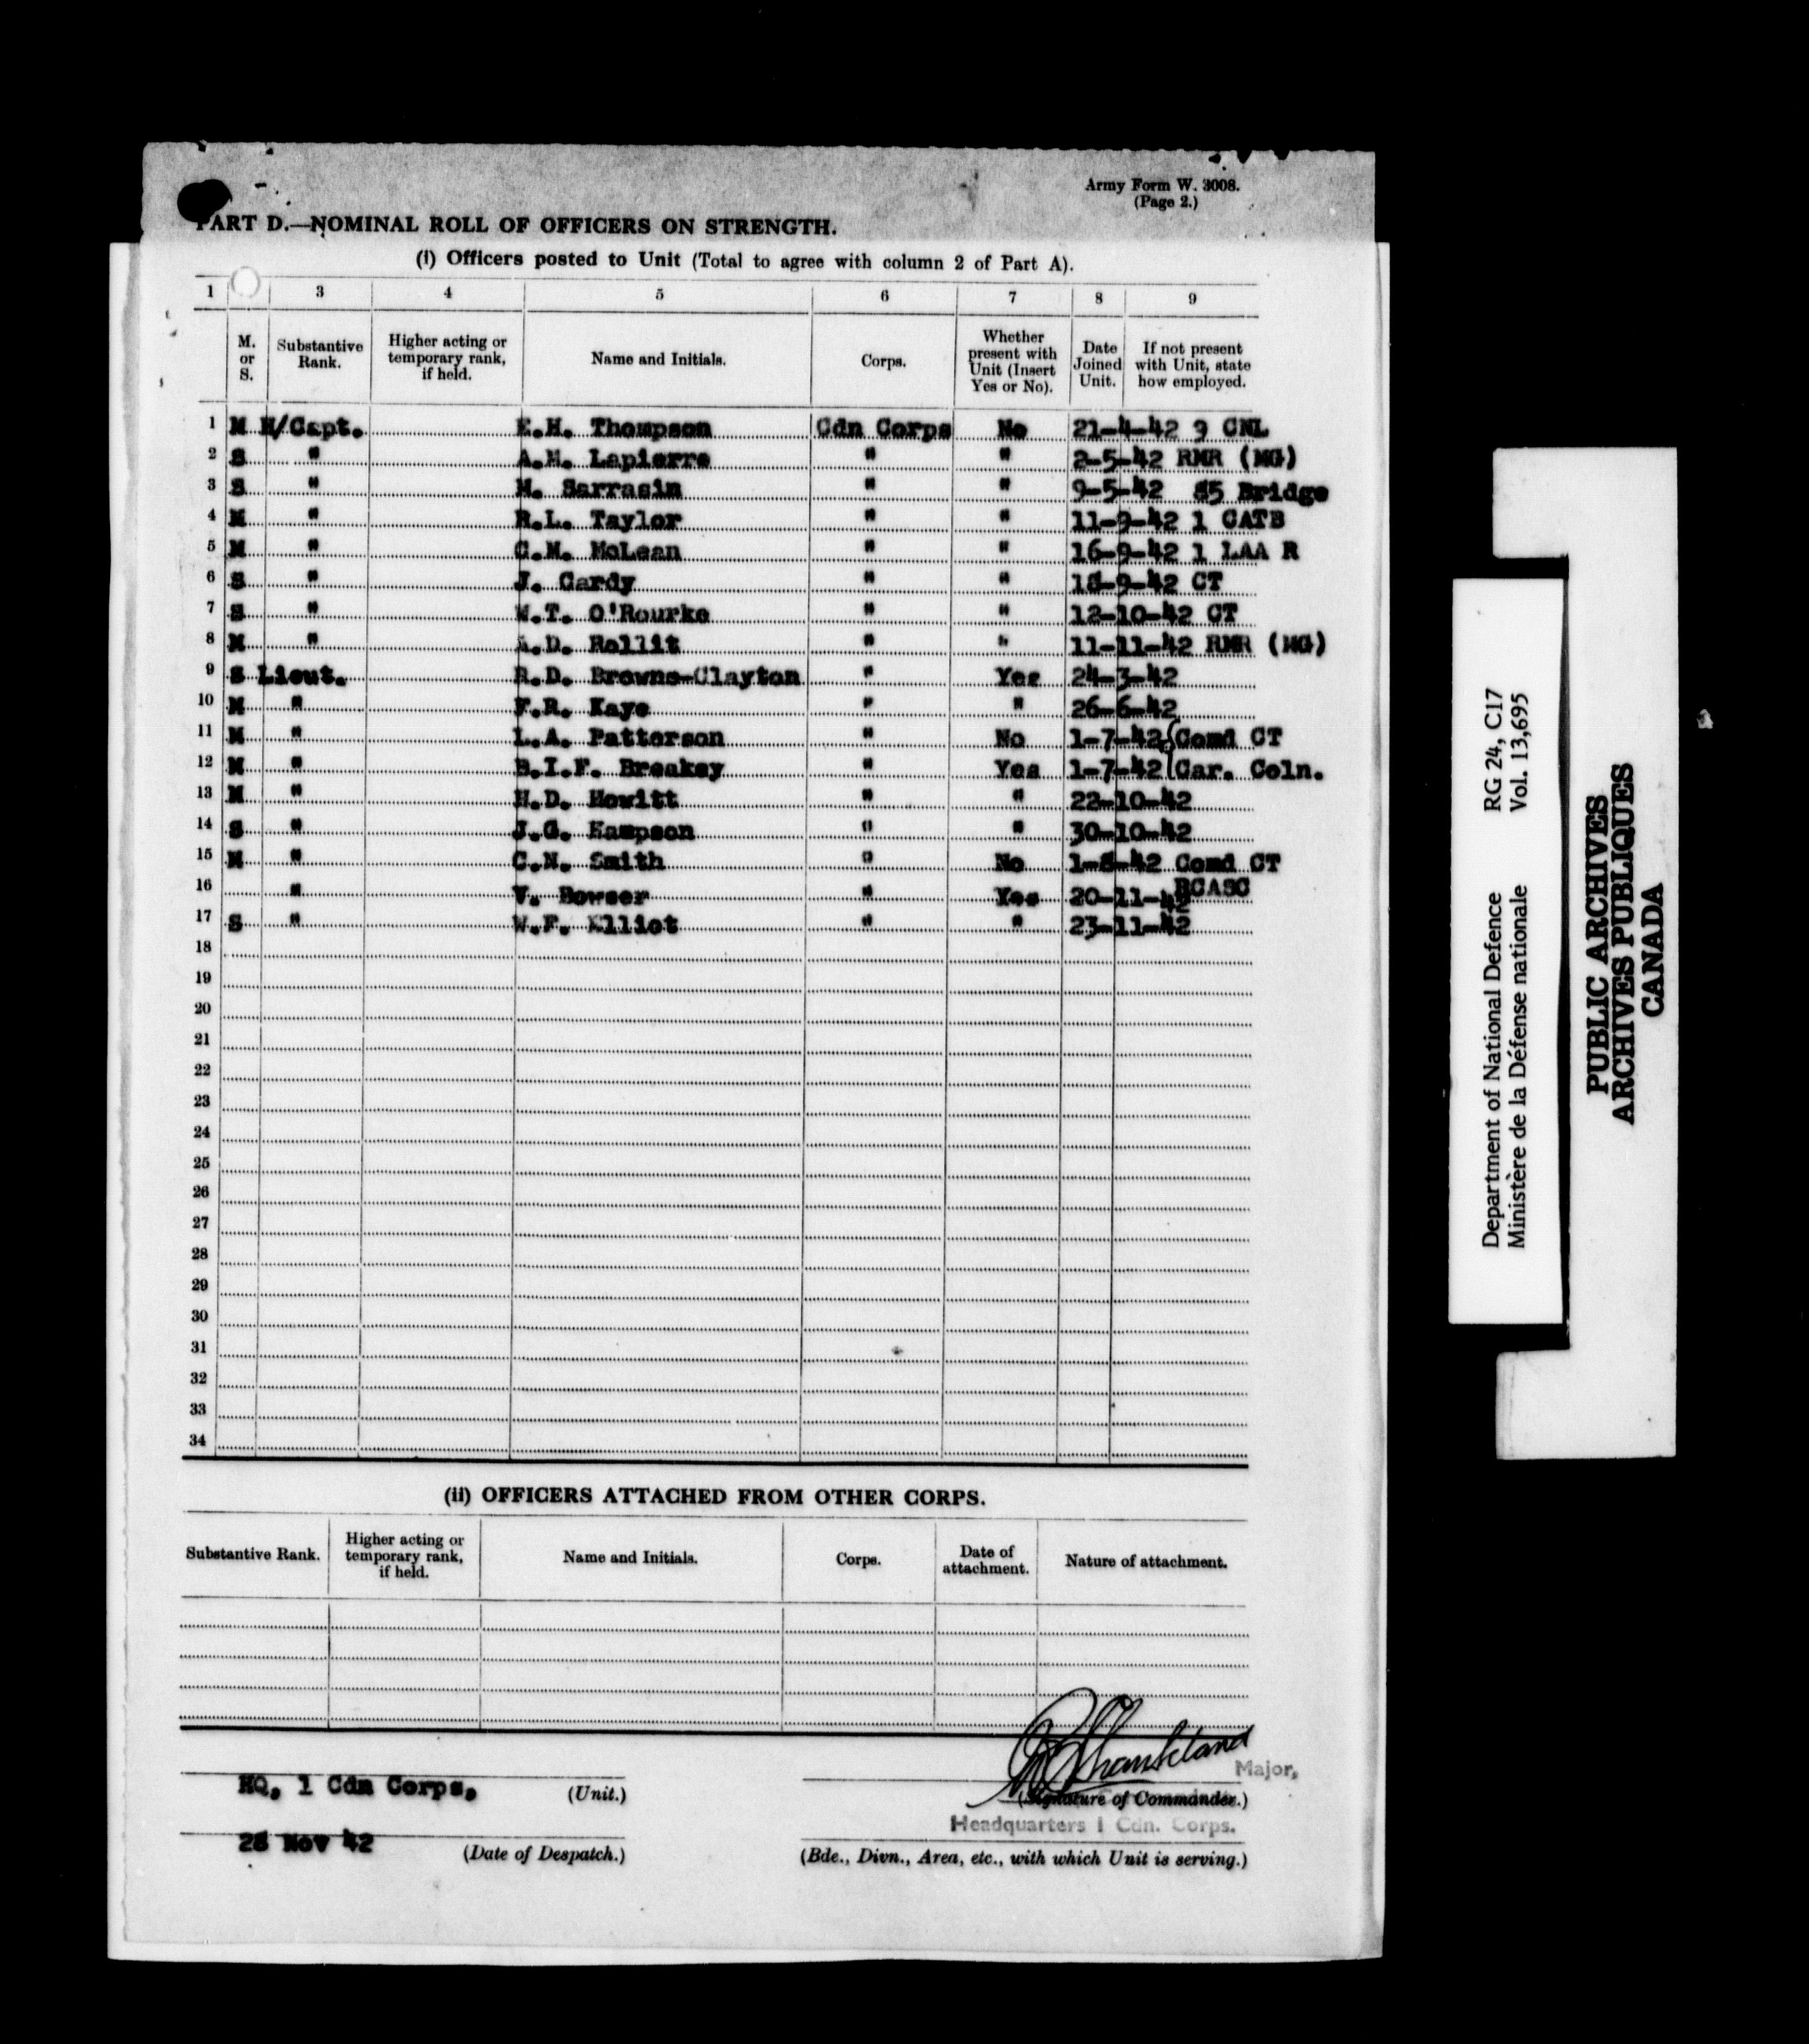 Army Form W. 3008.
(Page 2.)
PART D.—NOMINAL ROLL OF OFFICERS ON STRENGTH.
(i) Officers posted to Unit (Total to agree with column 2 of Part A).
1 3 4 5 6 7 8 9
M. or S. Substantive Rank. Higher acting or temporary rank, if held. Name and Initials. Corps. Whether present with Unit (Insert Yes or No). Date Joined Unit. If not present with Unit, state how employed.
1 M H/Capt. E.H. Thompson Cdn Corps No 21-4-42 9 CNL
2 S " A.M. Lapierre " " 2-5-42 RMR (MG)
3 S " M. Sarrasin " " 9-5-42 85 Bridge
4 M " R.L. Taylor " " 11-9-42 1 CATB
5 M " C.M. McLean " " 16-9-42 1 LAA R
6 S " J. Cardy " " 18-9-42 CT
7 S " W.T. O'Rourke " " 12-10-42 CT
8 M " A.D. Rollit " " 11-11-42 RMR (MG)
9 S Lieut. R.D. Browne-Clayton " Yes 24-3-42
10 M " F.R. Kaye " " 26-6-42
11 M " L.A. Patterson " No 1-7-42 Comd CT
12 M " B.I.F. Breakey " Yes 1-7-42 Car. Coln.
13 M " H.D. Howitt " " 22-10-42
14 S " J.G. Hampson " " 30-10-42
15 M " C.N. Smith " No 1-8-42 Comd CT
RCASC
16 " V. Bowser " Yes 20-11-42
17 S " W.F. Elliot " " 23-11-42
18
19
20
21
22
23
24
25
26
27
28
29
30
31
32
33
34
(ii) OFFICERS ATTACHED FROM OTHER CORPS.
Substantive Rank. Higher acting or temporary rank, if held. Name and Initials. Corps. Date of attachment. Nature of attachment.
Shankland
Major,
HQ, 1 Cdn Corps, (Unit.) (Signature of Commander.)
Headquarters 1 Cdn. Corps.
28 Nov 42 (Date of Despatch.) (Bde., Divn., Area, etc., with which Unit is serving.)
Department of National Defence RG 24, C17
Ministère de la Défense nationale Vol. 13,695
PUBLIC ARCHIVES
ARCHIVES PUBLIQUES
CANADA